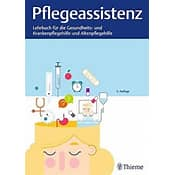 Pflegeassistenz
Lehrbuch für die Gesundheits- und
Krankenpflegehilfe und Altenpflegehilfe
Thieme